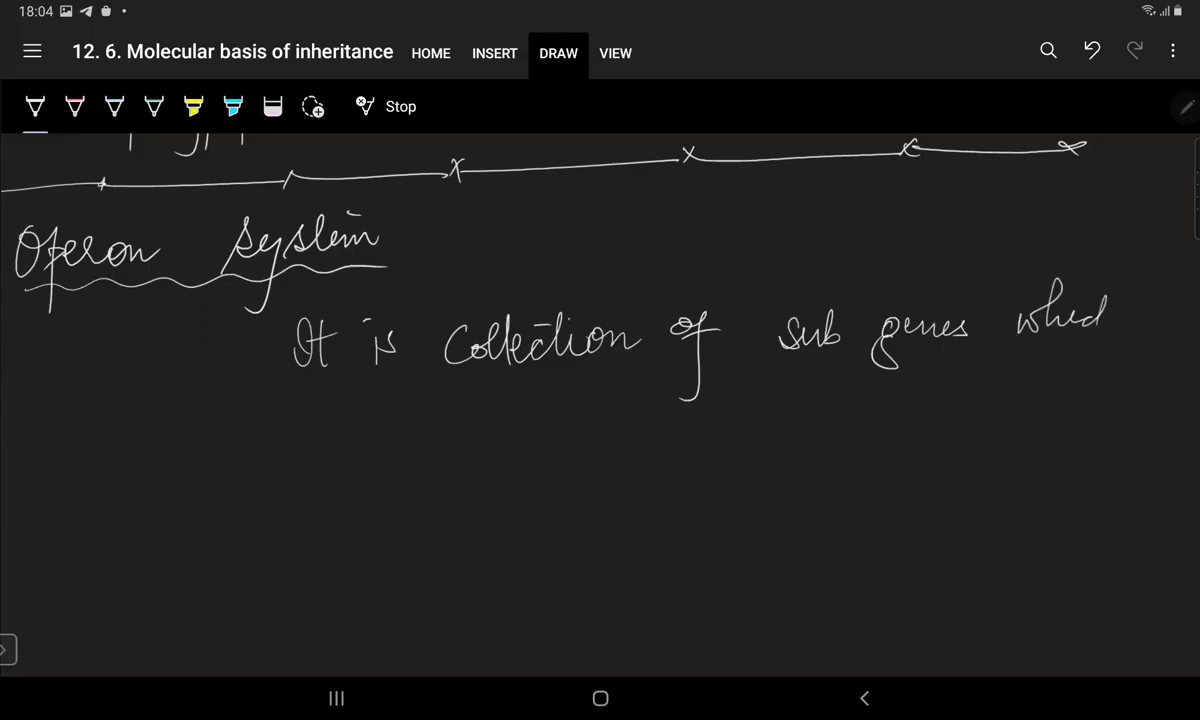 18:04
12. 6. Molecular basis of inheritance HOME INSERT DRAW VIEW
Stop
Operon system
It is collection of sub genes